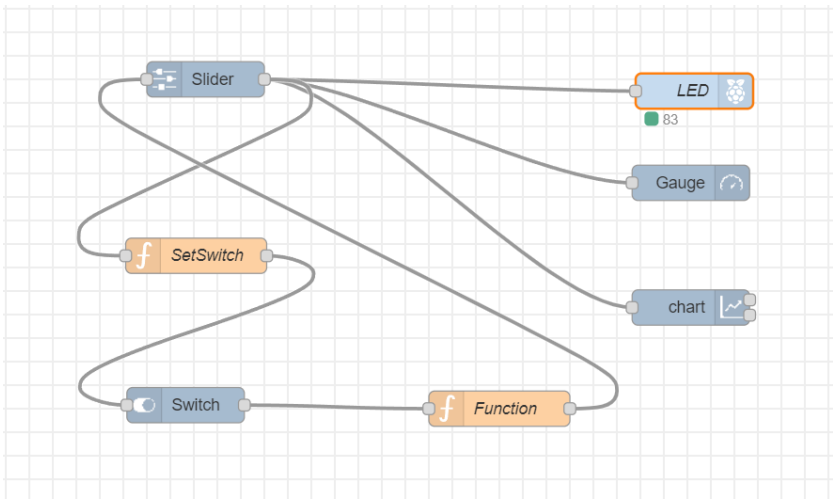 Slider
LED
83
Gauge
SetSwitch
chart
Switch
Function